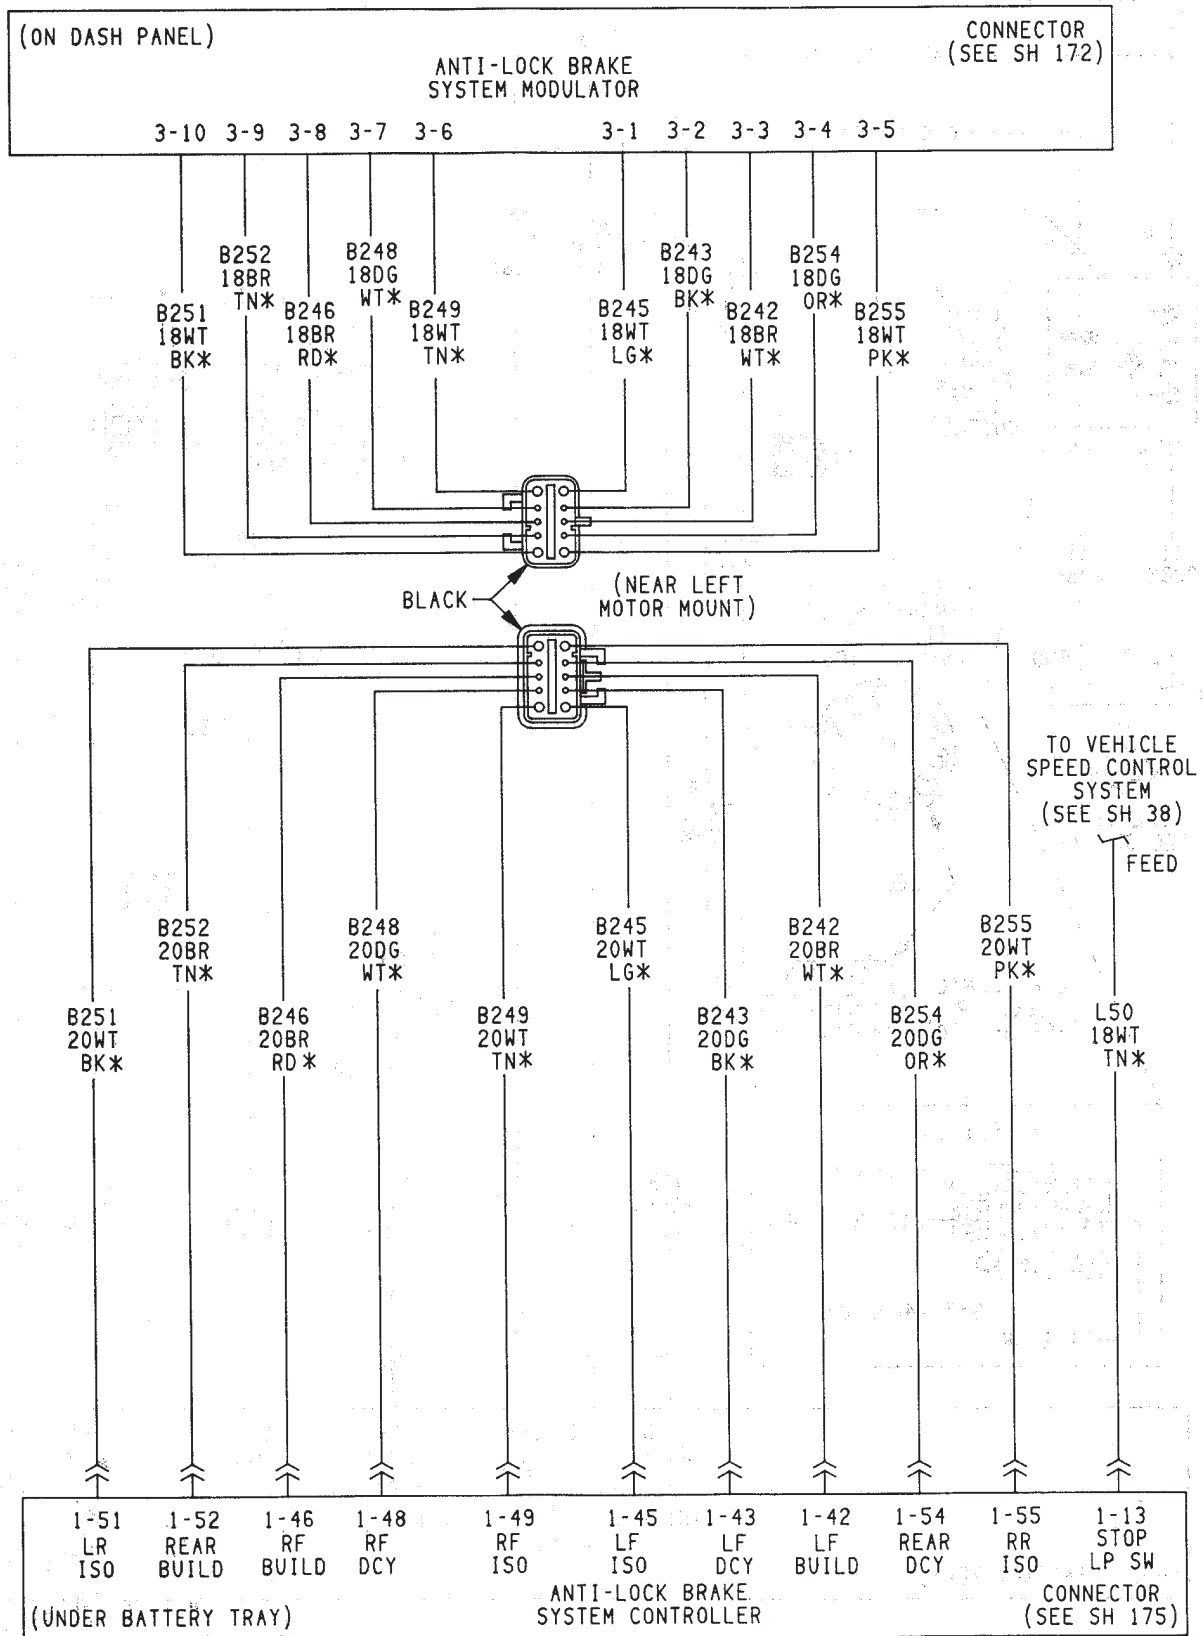 (ON DASH PANEL)
CONNECTOR
(SEE SH 172)
ANTI-LOCK BRAKE
SYSTEM MODULATOR
3-10 3-9 3-8 3-7 3-6 3-1 3-2 3-3 3-4 3-5
B251
18WT
BK*
B252
18BR
TN*
B246
18BR
RD*
B248
18DG
WT*
B249
18WT
TN*
B245
18WT
LG*
B243
18DG
BK*
B242
18BR
WT*
B254
18DG
OR*
B255
18WT
PK*
BLACK
(NEAR LEFT
MOTOR MOUNT)
TO VEHICLE
SPEED CONTROL
SYSTEM
(SEE SH 38)
FEED
B251
20WT
BK*
B252
20BR
TN*
B246
20BR
RD*
B248
20DG
WT*
B249
20WT
TN*
B245
20WT
LG*
B243
20DG
BK*
B242
20BR
WT*
B254
20DG
OR*
B255
20WT
PK*
L50
18WT
TN*
1-51
LR
ISO
1-52
REAR
BUILD
1-46
RF
BUILD
1-48
RF
DCY
1-49
RF
ISO
1-45
LF
ISO
1-43
LF
DCY
1-42
LF
BUILD
1-54
REAR
DCY
1-55
RR
ISO
1-13
STOP
LP SW
(UNDER BATTERY TRAY)
ANTI-LOCK BRAKE
SYSTEM CONTROLLER
CONNECTOR
(SEE SH 175)